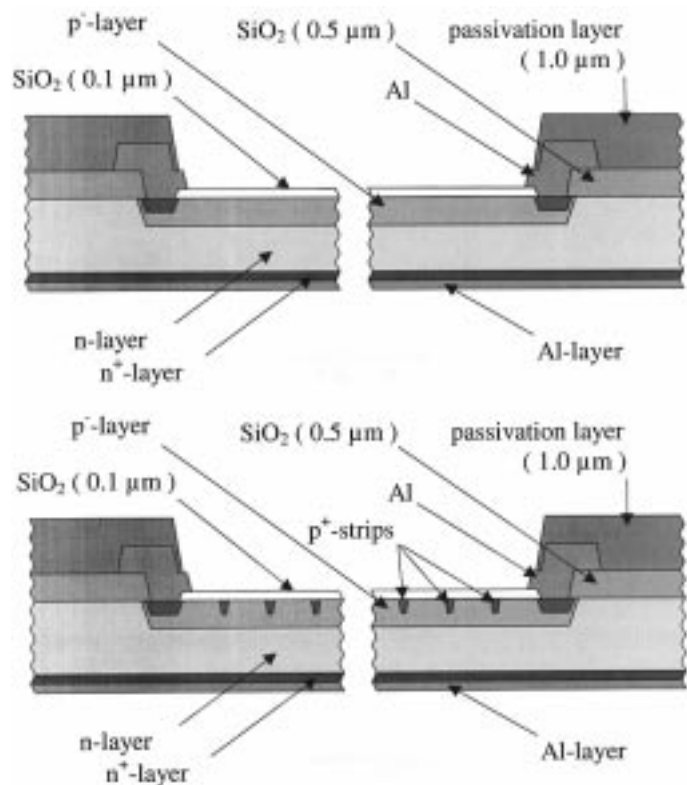 p⁻-layer
SiO₂ ( 0.5 µm )
passivation layer
( 1.0 µm )
SiO₂ ( 0.1 µm )
Al
n-layer
n⁺-layer
Al-layer
p⁻-layer
SiO₂ ( 0.5 µm )
passivation layer
( 1.0 µm )
SiO₂ ( 0.1 µm )
Al
p⁺-strips
n-layer
n⁺-layer
Al-layer